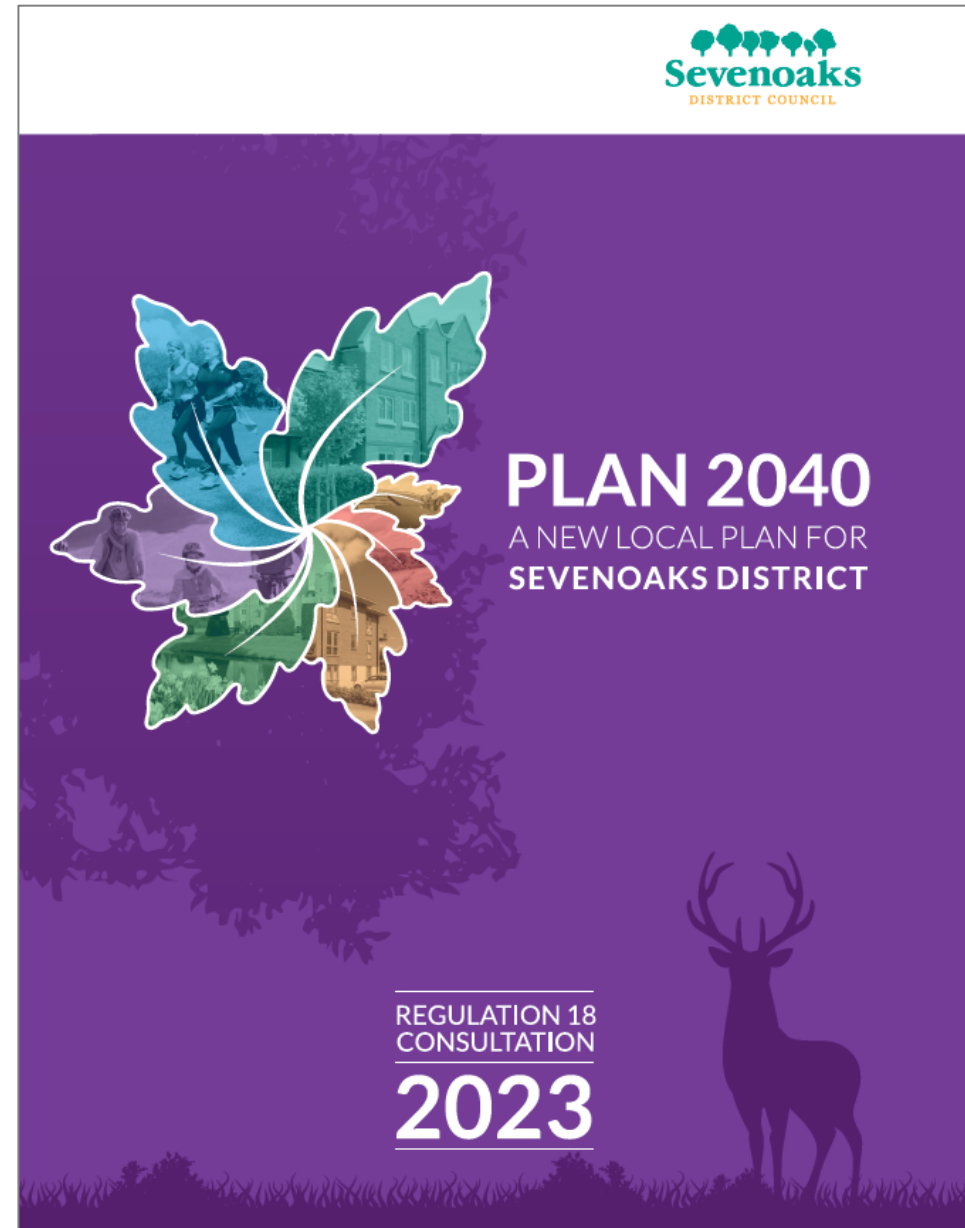 Sevenoaks
DISTRICT COUNCIL
PLAN 2040
A NEW LOCAL PLAN FOR
SEVENOAKS DISTRICT
REGULATION 18
CONSULTATION
2023